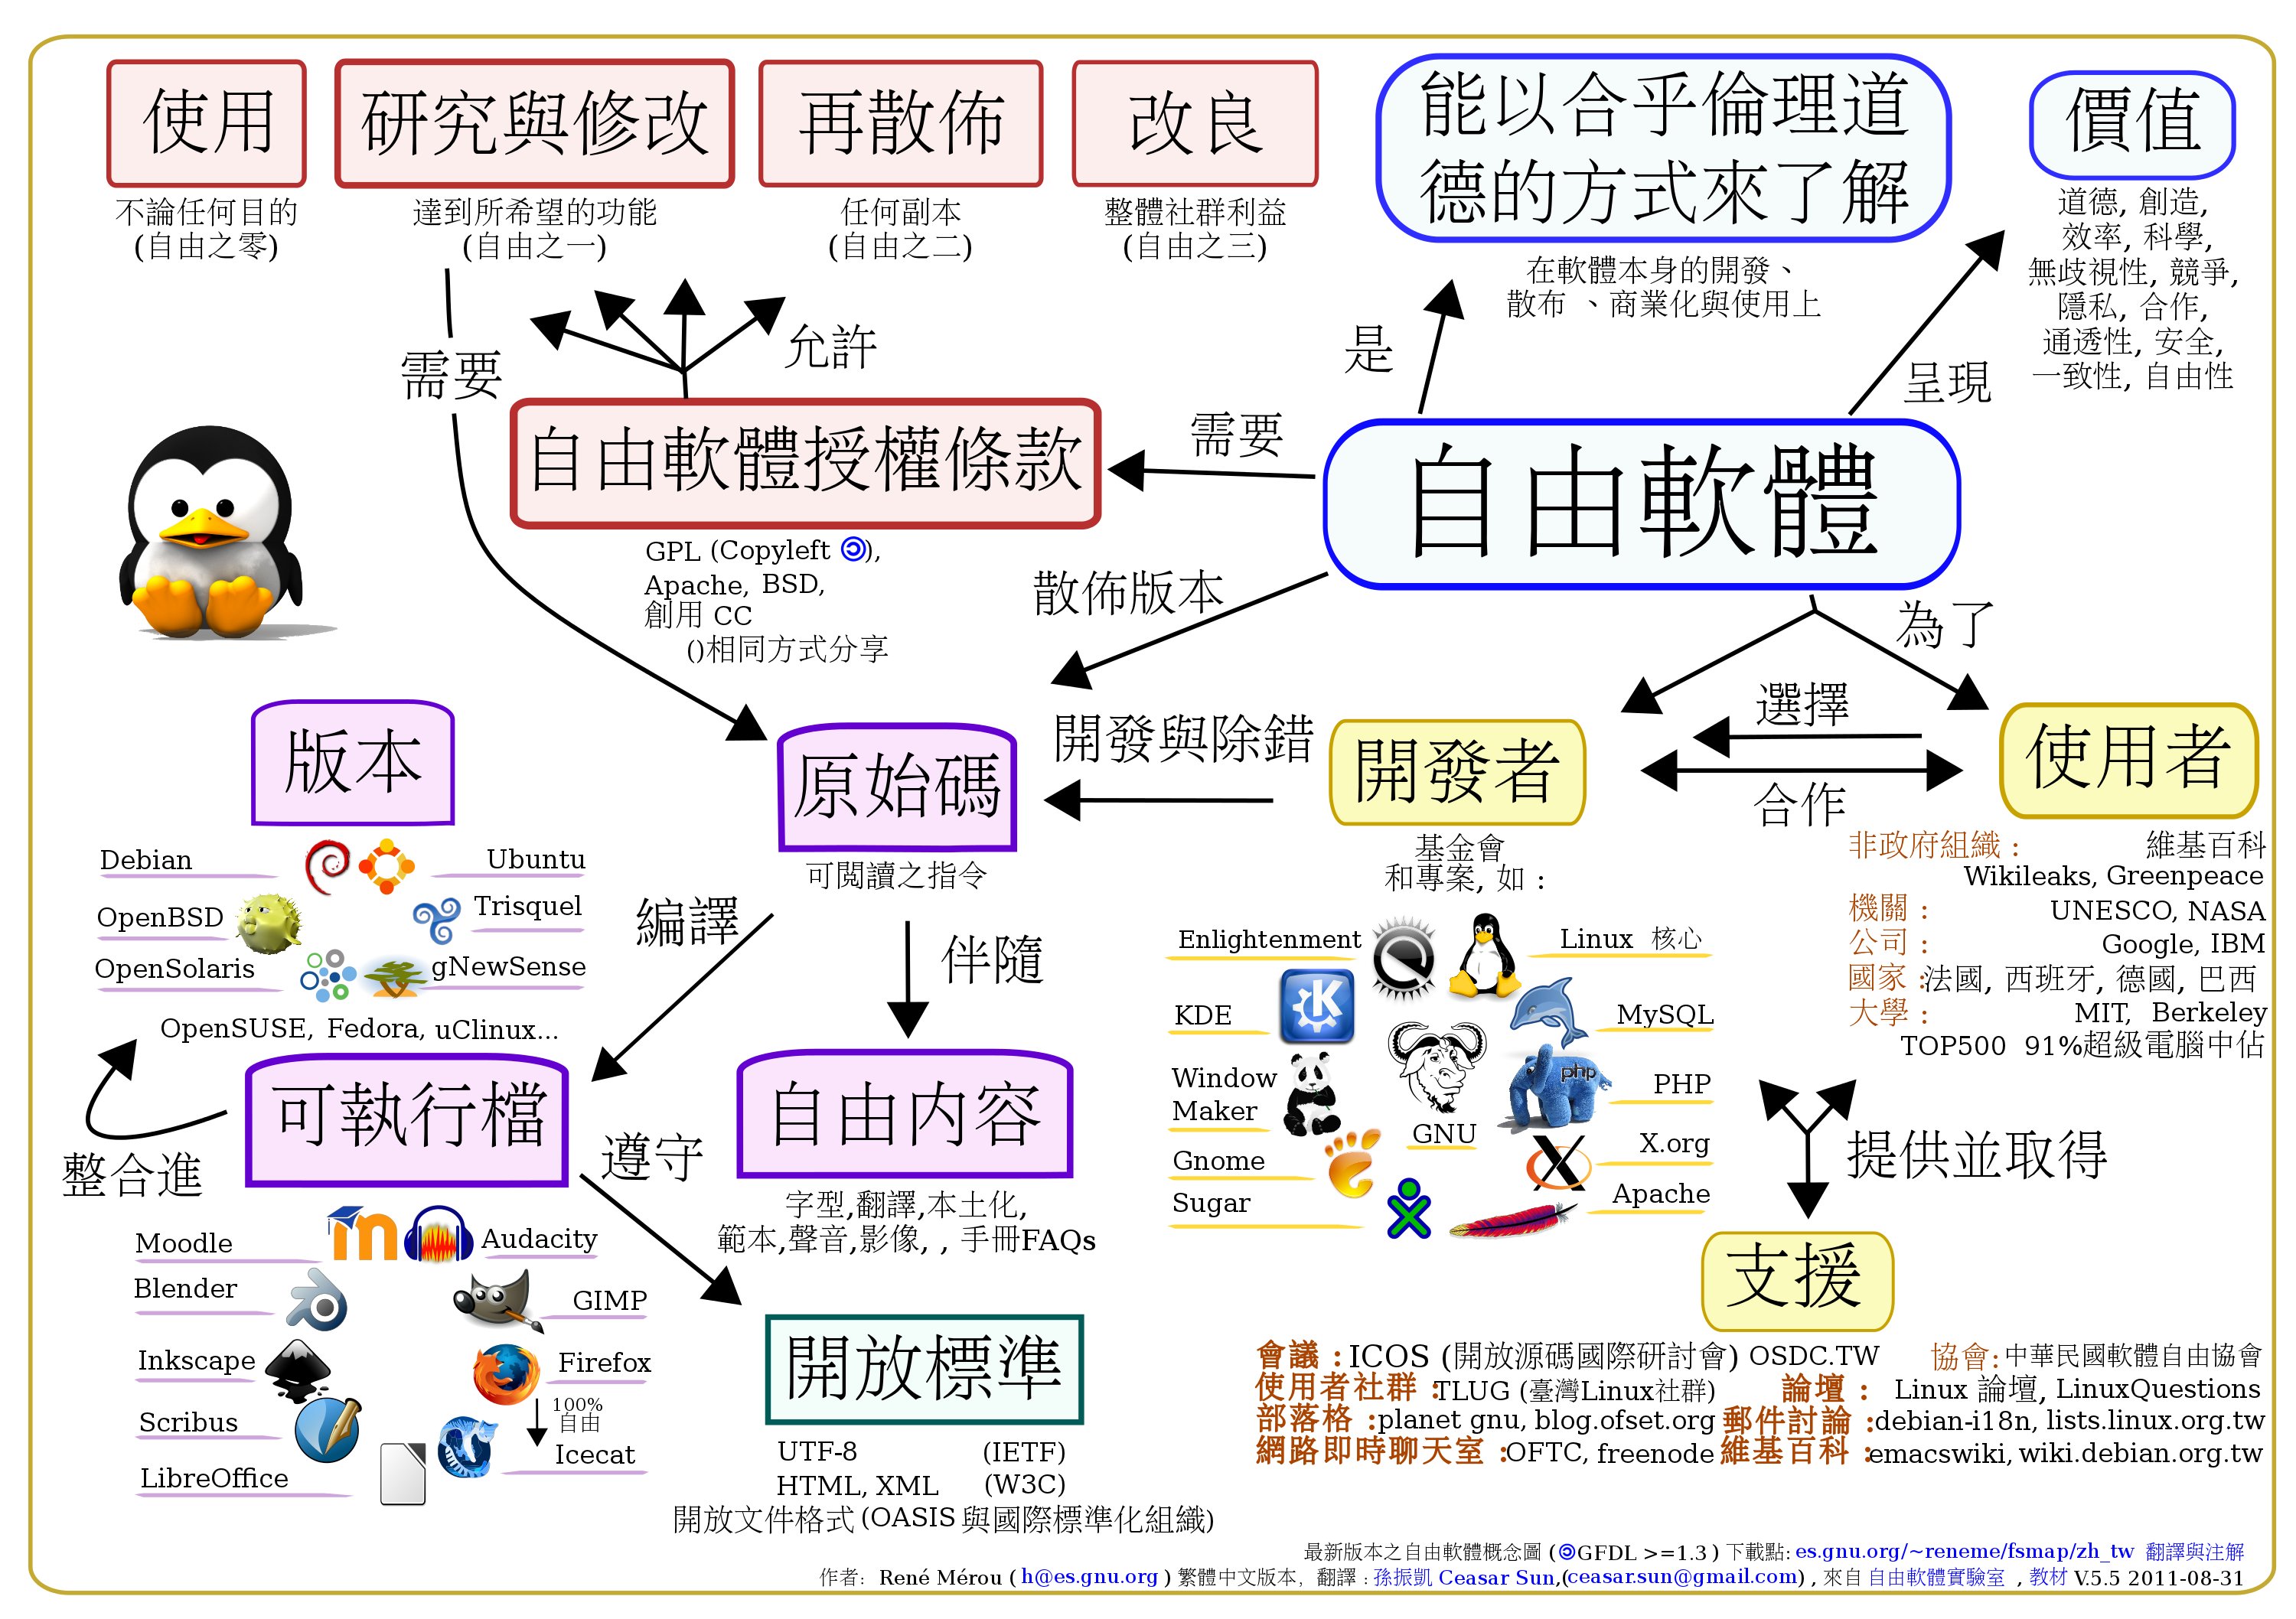 使用
不論任何目的
(自由之零)
研究與修改
達到所希望的功能
(自由之一)
再散佈
任何副本
(自由之二)
改良
整體社群利益
(自由之三)
能以合乎倫理道
德的方式來了解
在軟體本身的開發、
散布 、商業化與使用上
價值
道德, 創造,
效率, 科學,
無歧視性, 競爭,
隱私, 合作,
通透性, 安全,
一致性, 自由性
需要
允許
是
呈現
自由軟體授權條款
需要
自由軟體
GPL (Copyleft ),
Apache, BSD,
創用 CC
()相同方式分享
散佈版本
為了
版本
原始碼
可閱讀之指令
開發與除錯
開發者
選擇
合作
使用者
Debian
Ubuntu
OpenBSD
Trisquel
OpenSolaris
gNewSense
OpenSUSE, Fedora, uClinux...
編譯
伴隨
基金會
和專案, 如 :
Enlightenment
Linux 核心
KDE
MySQL
Window
Maker
PHP
GNU
Gnome
X.org
Sugar
Apache
非政府組織 : 維基百科
Wikileaks, Greenpeace
機關 : UNESCO, NASA
公司 : Google, IBM
國家 : 法國, 西班牙, 德國, 巴西
大學 : MIT, Berkeley
TOP500 91%超級電腦中佔
可執行檔
整合進
遵守
自由內容
字型,翻譯,本土化,
範本,聲音,影像, , 手冊FAQs
提供並取得
支援
Moodle
Audacity
Blender
GIMP
Inkscape
Firefox
100%
自由
Scribus
Icecat
LibreOffice
php
開放標準
UTF-8 (IETF)
HTML, XML (W3C)
開放文件格式 (OASIS 與國際標準化組織)
會議 : ICOS (開放源碼國際研討會) OSDC.TW 協會: 中華民國軟體自由協會
使用者社群 : TLUG (臺灣Linux社群) 論壇 : Linux 論壇, LinuxQuestions
部落格 : planet gnu, blog.ofset.org 郵件討論 : debian-i18n, lists.linux.org.tw
網路即時聊天室 : OFTC, freenode 維基百科 : emacswiki, wiki.debian.org.tw
最新版本之自由軟體概念圖 ( GFDL >=1.3 ) 下載點: es.gnu.org/~reneme/fsmap/zh_tw 翻譯與注解
作者: René Mérou ( h@es.gnu.org ) 繁體中文版本, 翻譯 : 孫振凱 Ceasar Sun,(ceasar.sun@gmail.com) , 來自 自由軟體實驗室 , 教材 V.5.5 2011-08-31